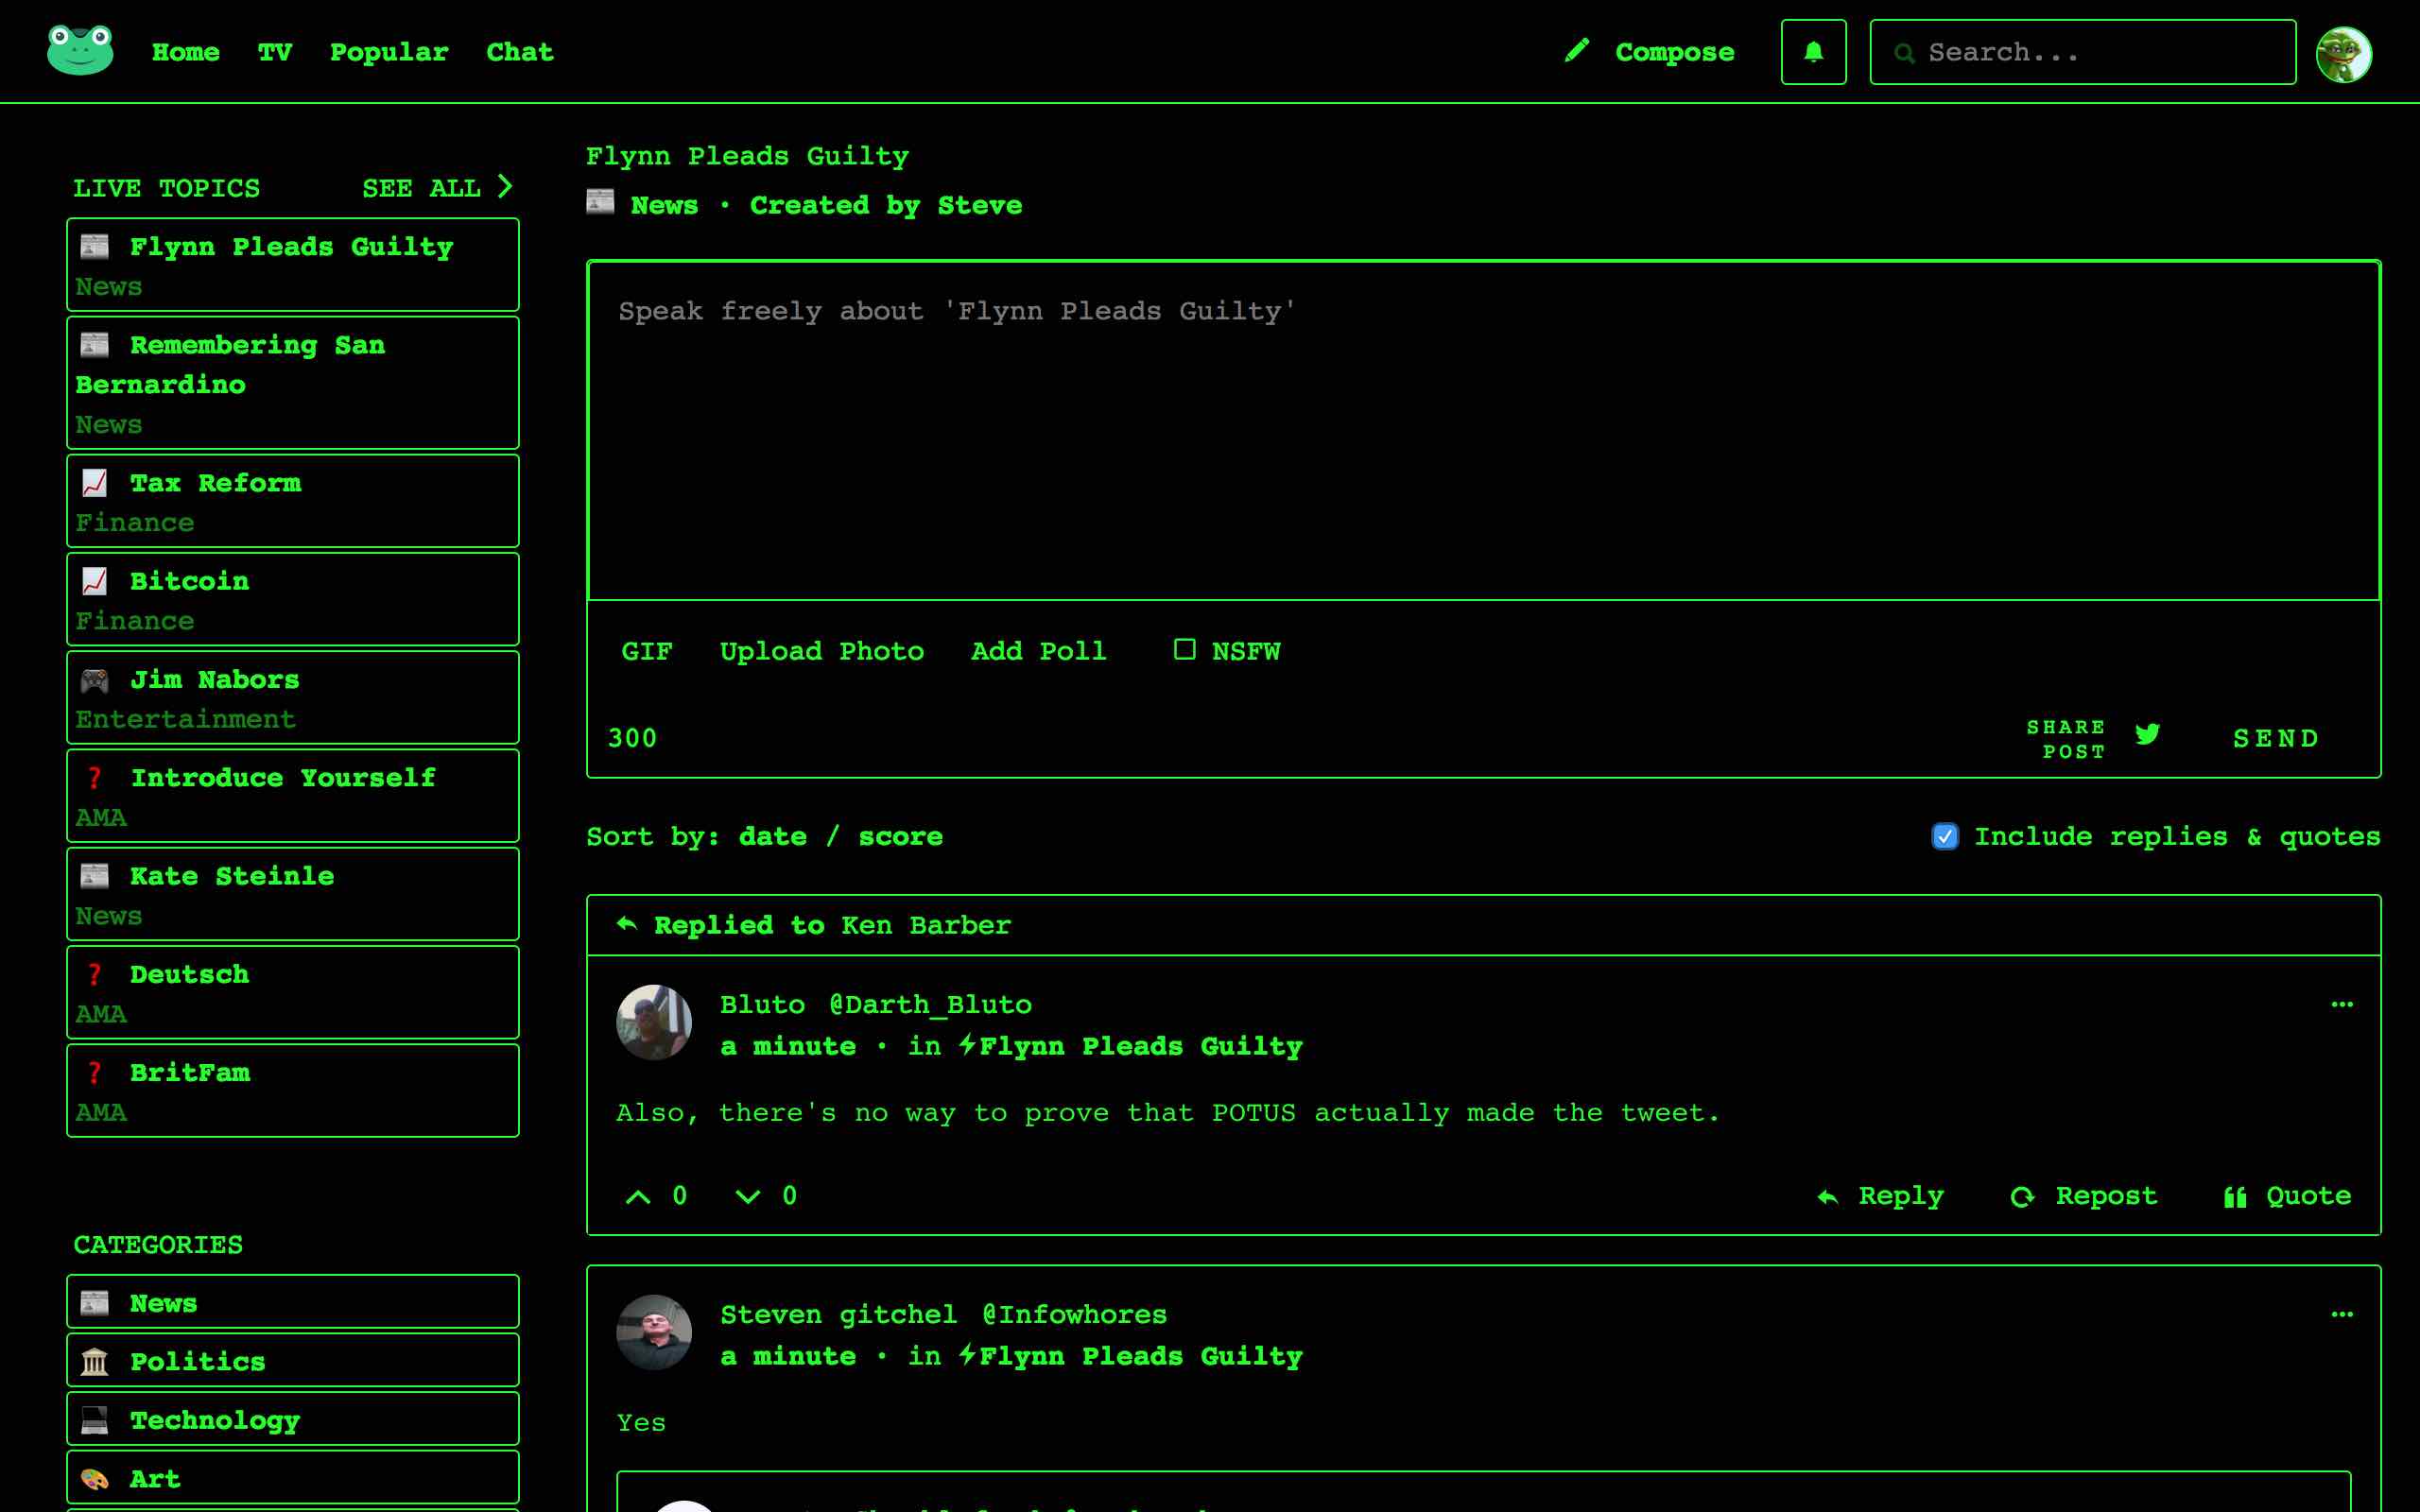 Home TV Popular Chat Compose Search...
LIVE TOPICS SEE ALL
Flynn Pleads Guilty
News
Remembering San
Bernardino
News
Tax Reform
Finance
Bitcoin
Finance
Jim Nabors
Entertainment
Introduce Yourself
AMA
Kate Steinle
News
Deutsch
AMA
BritFam
AMA
CATEGORIES
News
Politics
Technology
Art
Flynn Pleads Guilty
News · Created by Steve
Speak freely about 'Flynn Pleads Guilty'
GIF Upload Photo Add Poll NSFW
300 SHARE POST SEND
Sort by: date / score Include replies & quotes
Replied to Ken Barber
Bluto @Darth_Bluto
a minute · in Flynn Pleads Guilty
Also, there's no way to prove that POTUS actually made the tweet.
0 0 Reply Repost Quote
Steven gitchel @Infowhores
a minute · in Flynn Pleads Guilty
Yes